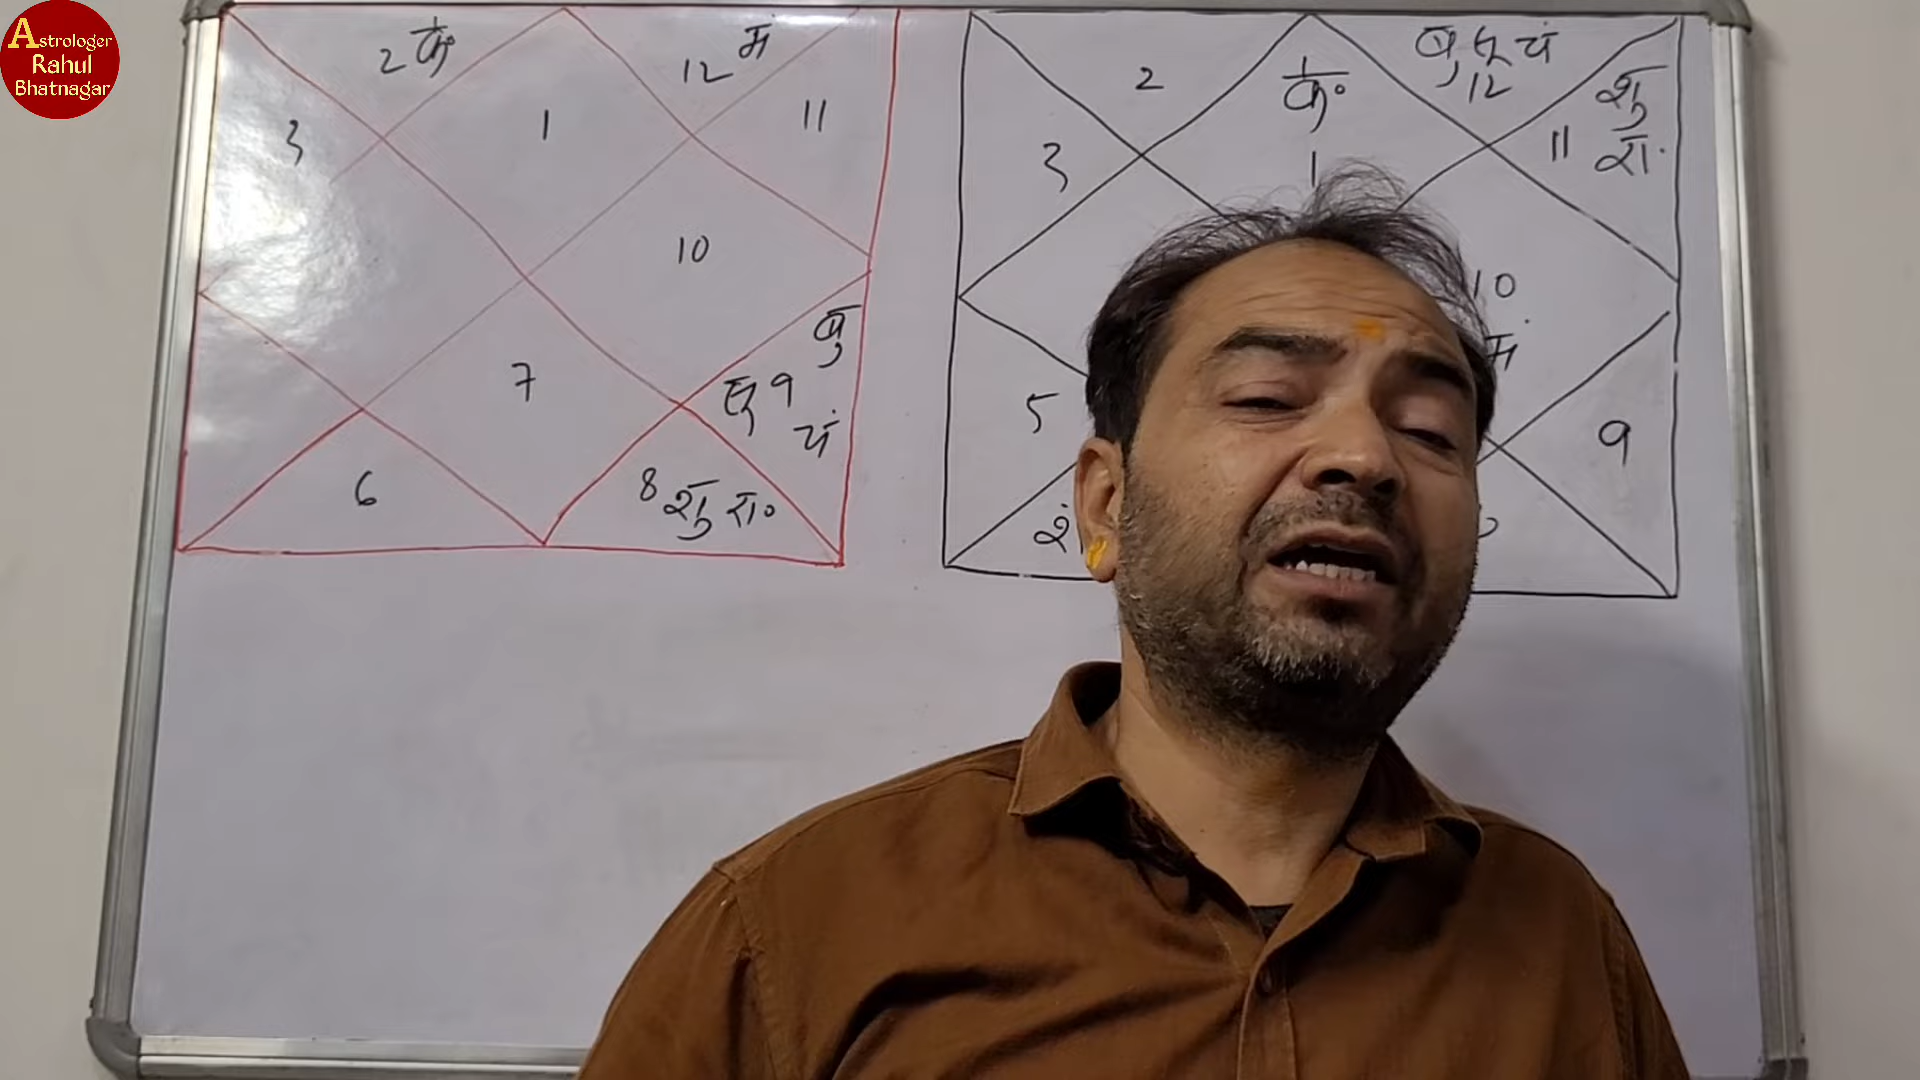 Astrologer
Rahul
Bhatnagar
2 के॰
12 मं
3
1
11
10
7
6
8 शु रा॰
बु
सू 9
चं
2
के॰
1
बु सू चं
12
शु
11 रा॰
3
10
मं
5
9